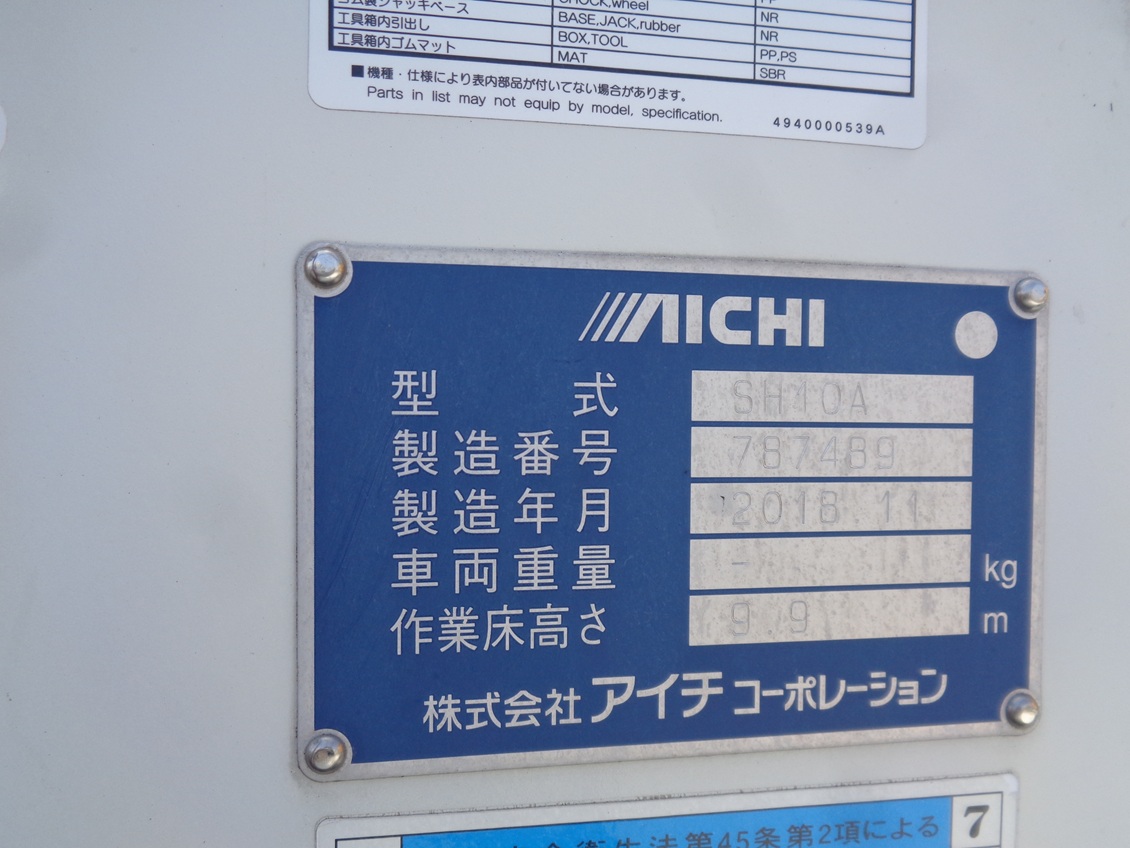 ゴム製ジャッキベース CHOCK,wheel PP
工具箱内引出し BASE,JACK,rubber NR
工具箱内ゴムマット BOX,TOOL NR
MAT PP,PS
SBR
■機種・仕様により表内部品が付いてない場合があります。
Parts in list may not equip by model, specification.
4940000539A
AICHI
型式 SH10A
製造番号 787489
製造年月 2018.11
車両重量 - kg
作業床高さ 9.9 m
株式会社アイチコーポレーション
衛生法第45条第2項による
7